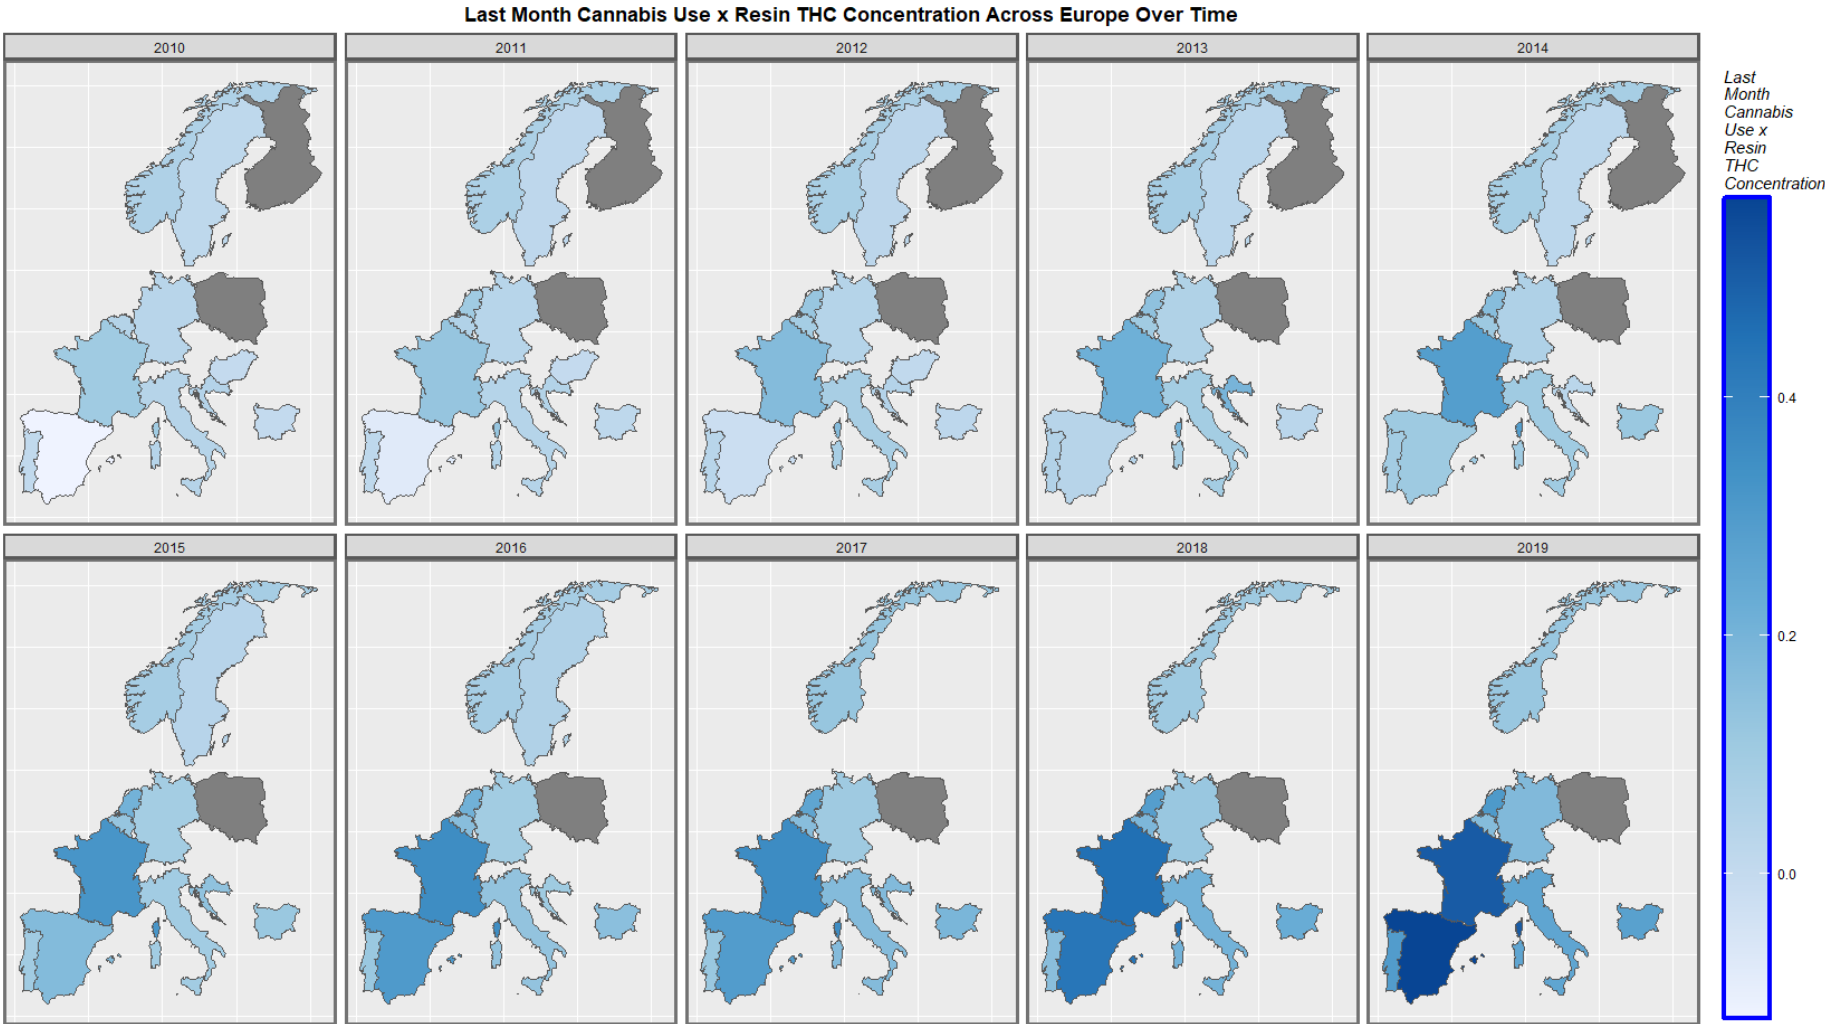 Last Month Cannabis Use x Resin THC Concentration Across Europe Over Time
2010
2011
2012
2013
2014
Last
Month
Cannabis
Use x
Resin
THC
Concentration
0.4
0.2
0.0
2015
2016
2017
2018
2019